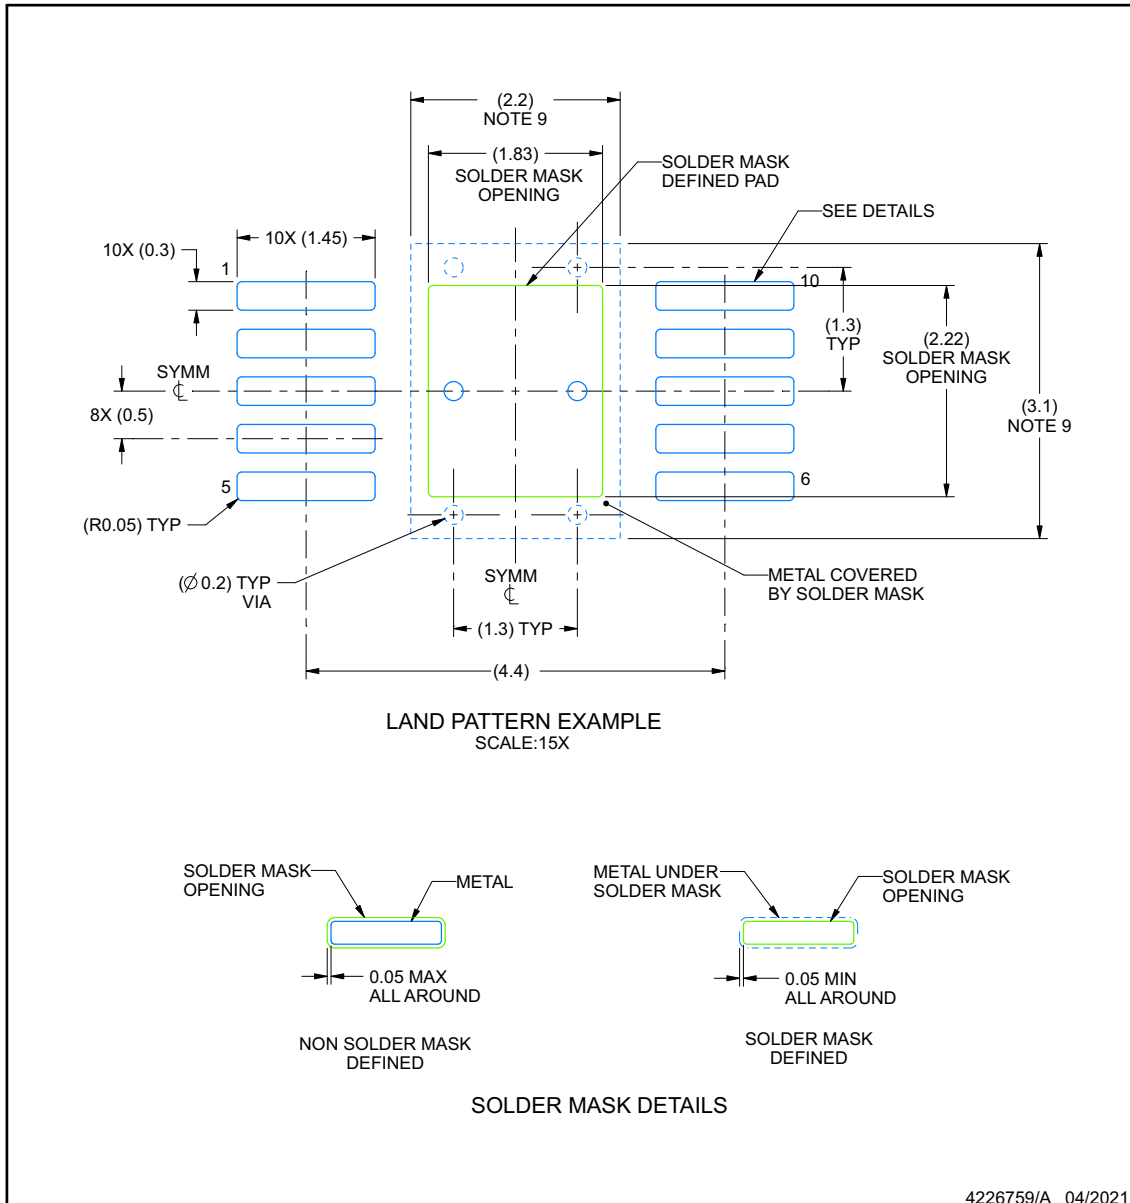 (2.2)
NOTE 9
(1.83)
SOLDER MASK
OPENING
SOLDER MASK
DEFINED PAD
SEE DETAILS
10X (1.45)
10X (0.3)
1
10
(1.3)
TYP
(2.22)
SOLDER MASK
OPENING
SYMM
℄
(3.1)
NOTE 9
8X (0.5)
5
6
(R0.05) TYP
(Ø 0.2) TYP
VIA
SYMM
℄
METAL COVERED
BY SOLDER MASK
(1.3) TYP
(4.4)
LAND PATTERN EXAMPLE
SCALE:15X
SOLDER MASK
OPENING
METAL
0.05 MAX
ALL AROUND
NON SOLDER MASK
DEFINED
METAL UNDER
SOLDER MASK
SOLDER MASK
OPENING
0.05 MIN
ALL AROUND
SOLDER MASK
DEFINED
SOLDER MASK DETAILS
4226759/A 04/2021